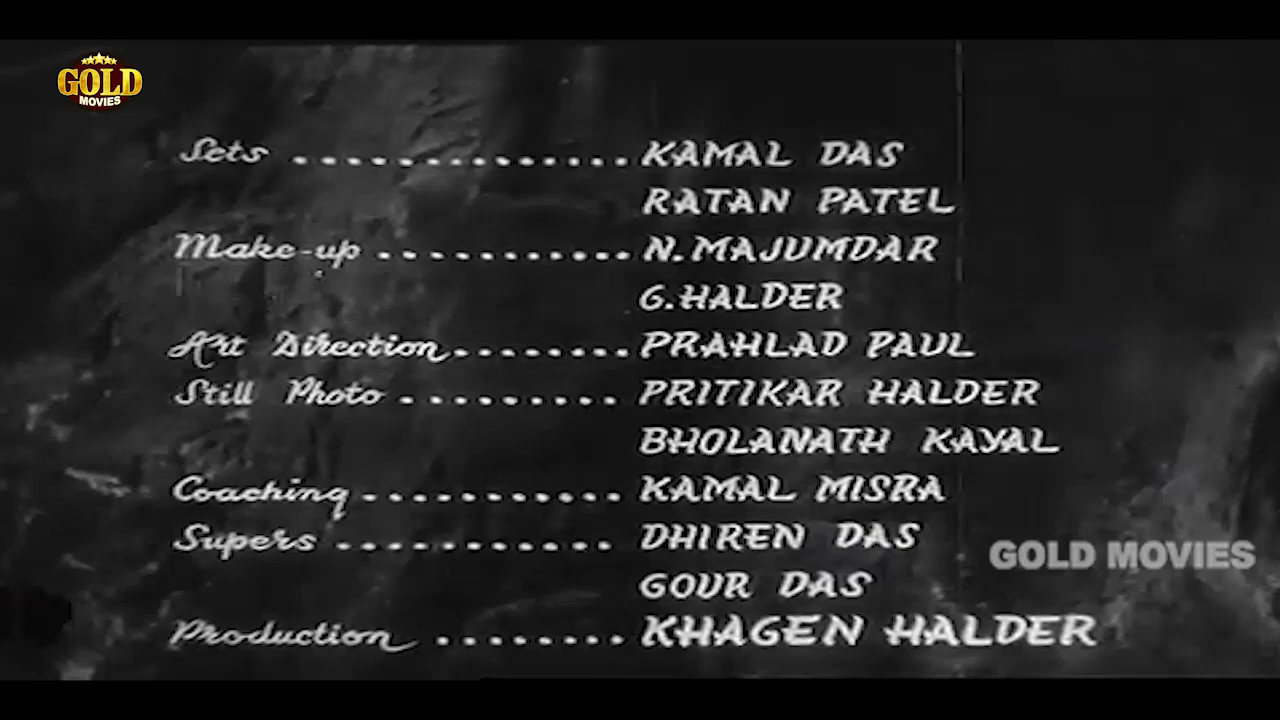 GOLD
MOVIES
Sets .............. KAMAL DAS
RATAN PATEL
Make-up ........... N. MAJUMDAR
G. HALDER
Art Direction ........ PRAHLAD PAUL
Still Photo ......... PRITIKAR HALDER
BHOLANATH KAYAL
Coaching .......... KAMAL MISRA
Supers ........... DHIREN DAS
GOUR DAS
Production ........ KHAGEN HALDER
GOLD MOVIES